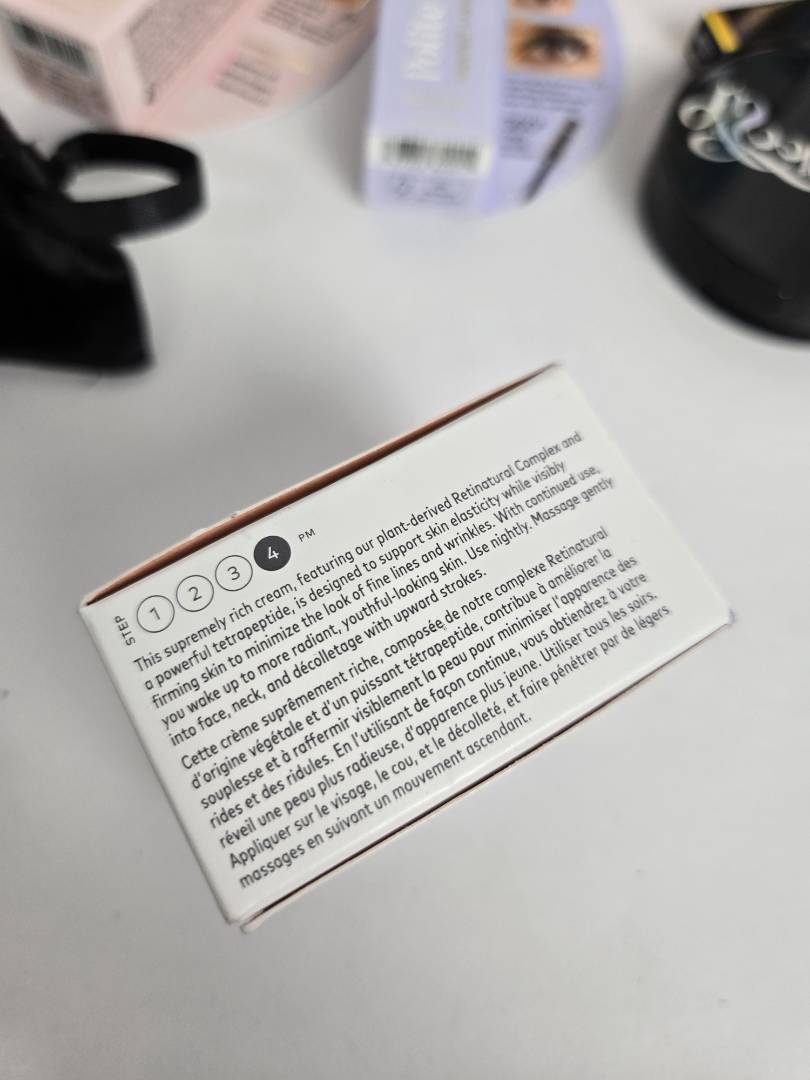 Polite
STEP 1 2 3 4 PM
This supremely rich cream, featuring our plant-derived Retinatural Complex and
a powerful tetrapeptide, is designed to support skin elasticity while visibly
firming skin to minimize the look of fine lines and wrinkles. With continued use,
you wake up to more radiant, youthful-looking skin. Use nightly. Massage gently
into face, neck, and décolletage with upward strokes.
Cette crème suprêmement riche, composée de notre complexe Retinatural
d'origine végétale et d'un puissant tétrapeptide, contribue à améliorer la
souplesse et à raffermir visiblement la peau pour minimiser l'apparence des
rides et des ridules. En l'utilisant de façon continue, vous obtiendrez à votre
réveil une peau plus radieuse, d'apparence plus jeune. Utiliser tous les soirs.
Appliquer sur le visage, le cou, et le décolleté, et faire pénétrer par de légers
massages en suivant un mouvement ascendant.